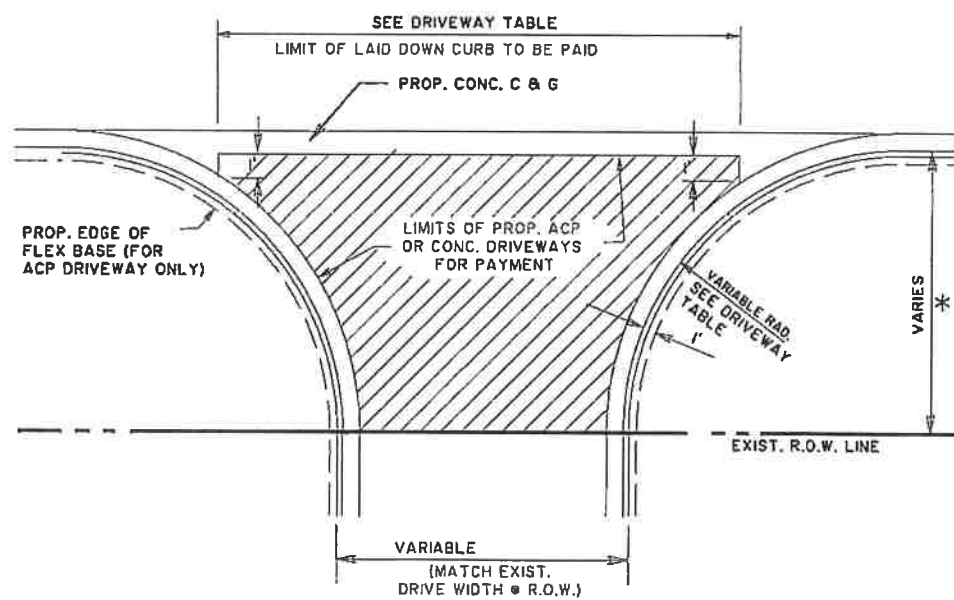 SEE DRIVEWAY TABLE
LIMIT OF LAID DOWN CURB TO BE PAID
PROP. CONC. C & G
1'
1'
PROP. EDGE OF
FLEX BASE (FOR
ACP DRIVEWAY ONLY)
LIMITS OF PROP. ACP
OR CONC. DRIVEWAYS
FOR PAYMENT
VARIABLE RAD.
SEE DRIVEWAY
TABLE
1'
VARIES
*
EXIST. R.O.W. LINE
VARIABLE
(MATCH EXIST.
DRIVE WIDTH @ R.O.W.)